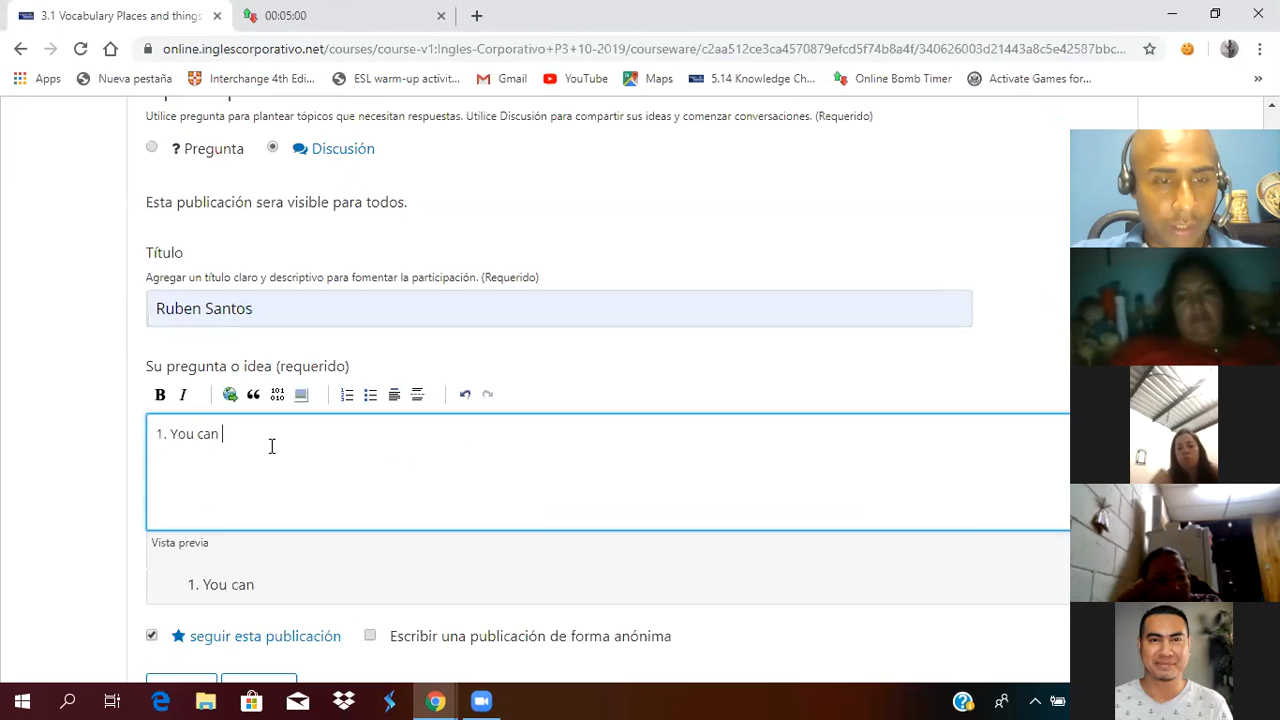 3.1 Vocabulary Places and things
00:05:00
online.inglescorporativo.net/courses/course-v1:Ingles-Corporativo+P3+10-2019/courseware/c2aa512ce3ca4570879efcd5f74b8a4f/340626003d21443a8c5e42587bbc...
Apps
Nueva pestaña
Interchange 4th Edi...
ESL warm-up activit...
Gmail
YouTube
Maps
5.14 Knowledge Ch...
Online Bomb Timer
Activate Games for...
Utilice pregunta para plantear tópicos que necesitan respuestas. Utilice Discusión para compartir sus ideas y comenzar conversaciones. (Requerido)
? Pregunta
Discusión
Esta publicación sera visible para todos.
Título
Agregar un título claro y descriptivo para fomentar la participación. (Requerido)
Ruben Santos
Su pregunta o idea (requerido)
B I
1. You can
Vista previa
1. You can
seguir esta publicación
Escribir una publicación de forma anónima